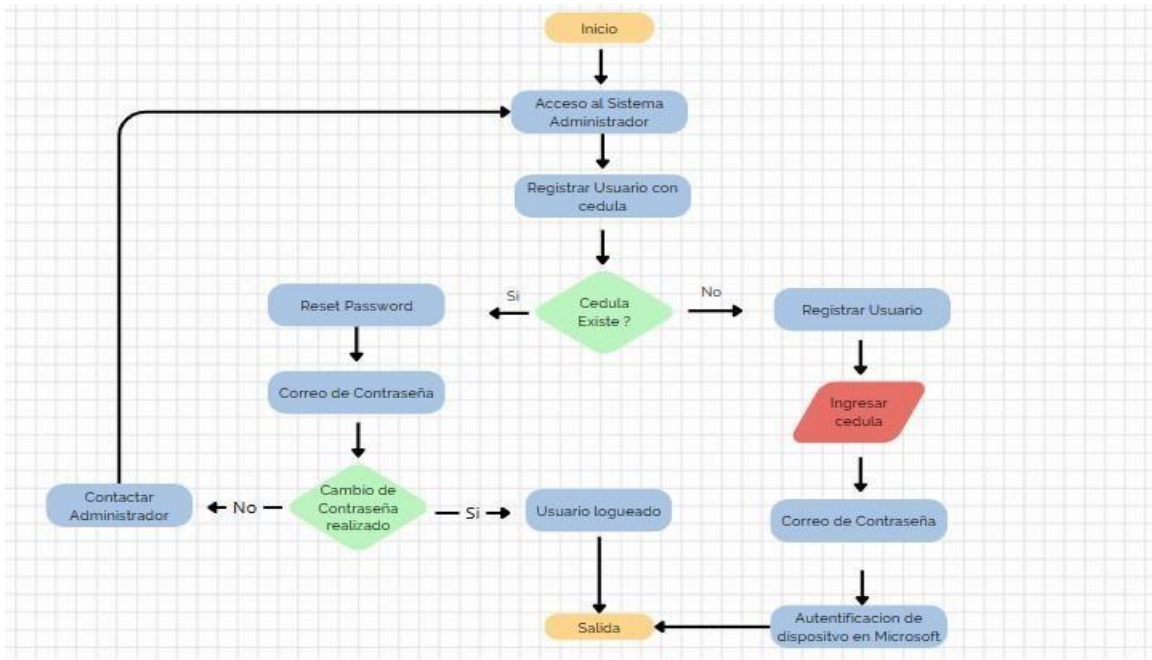 Inicio
Acceso al Sistema
Administrador
Registrar Usuario con
cedula
Cedula
Existe ?
Si
No
Reset Password
Registrar Usuario
Correo de Contraseña
Ingresar
cedula
Cambio de
Contraseña
realizado
No
Si
Contactar
Administrador
Usuario logueado
Correo de Contraseña
Salida
Autentificacion de
dispositvo en Microsoft